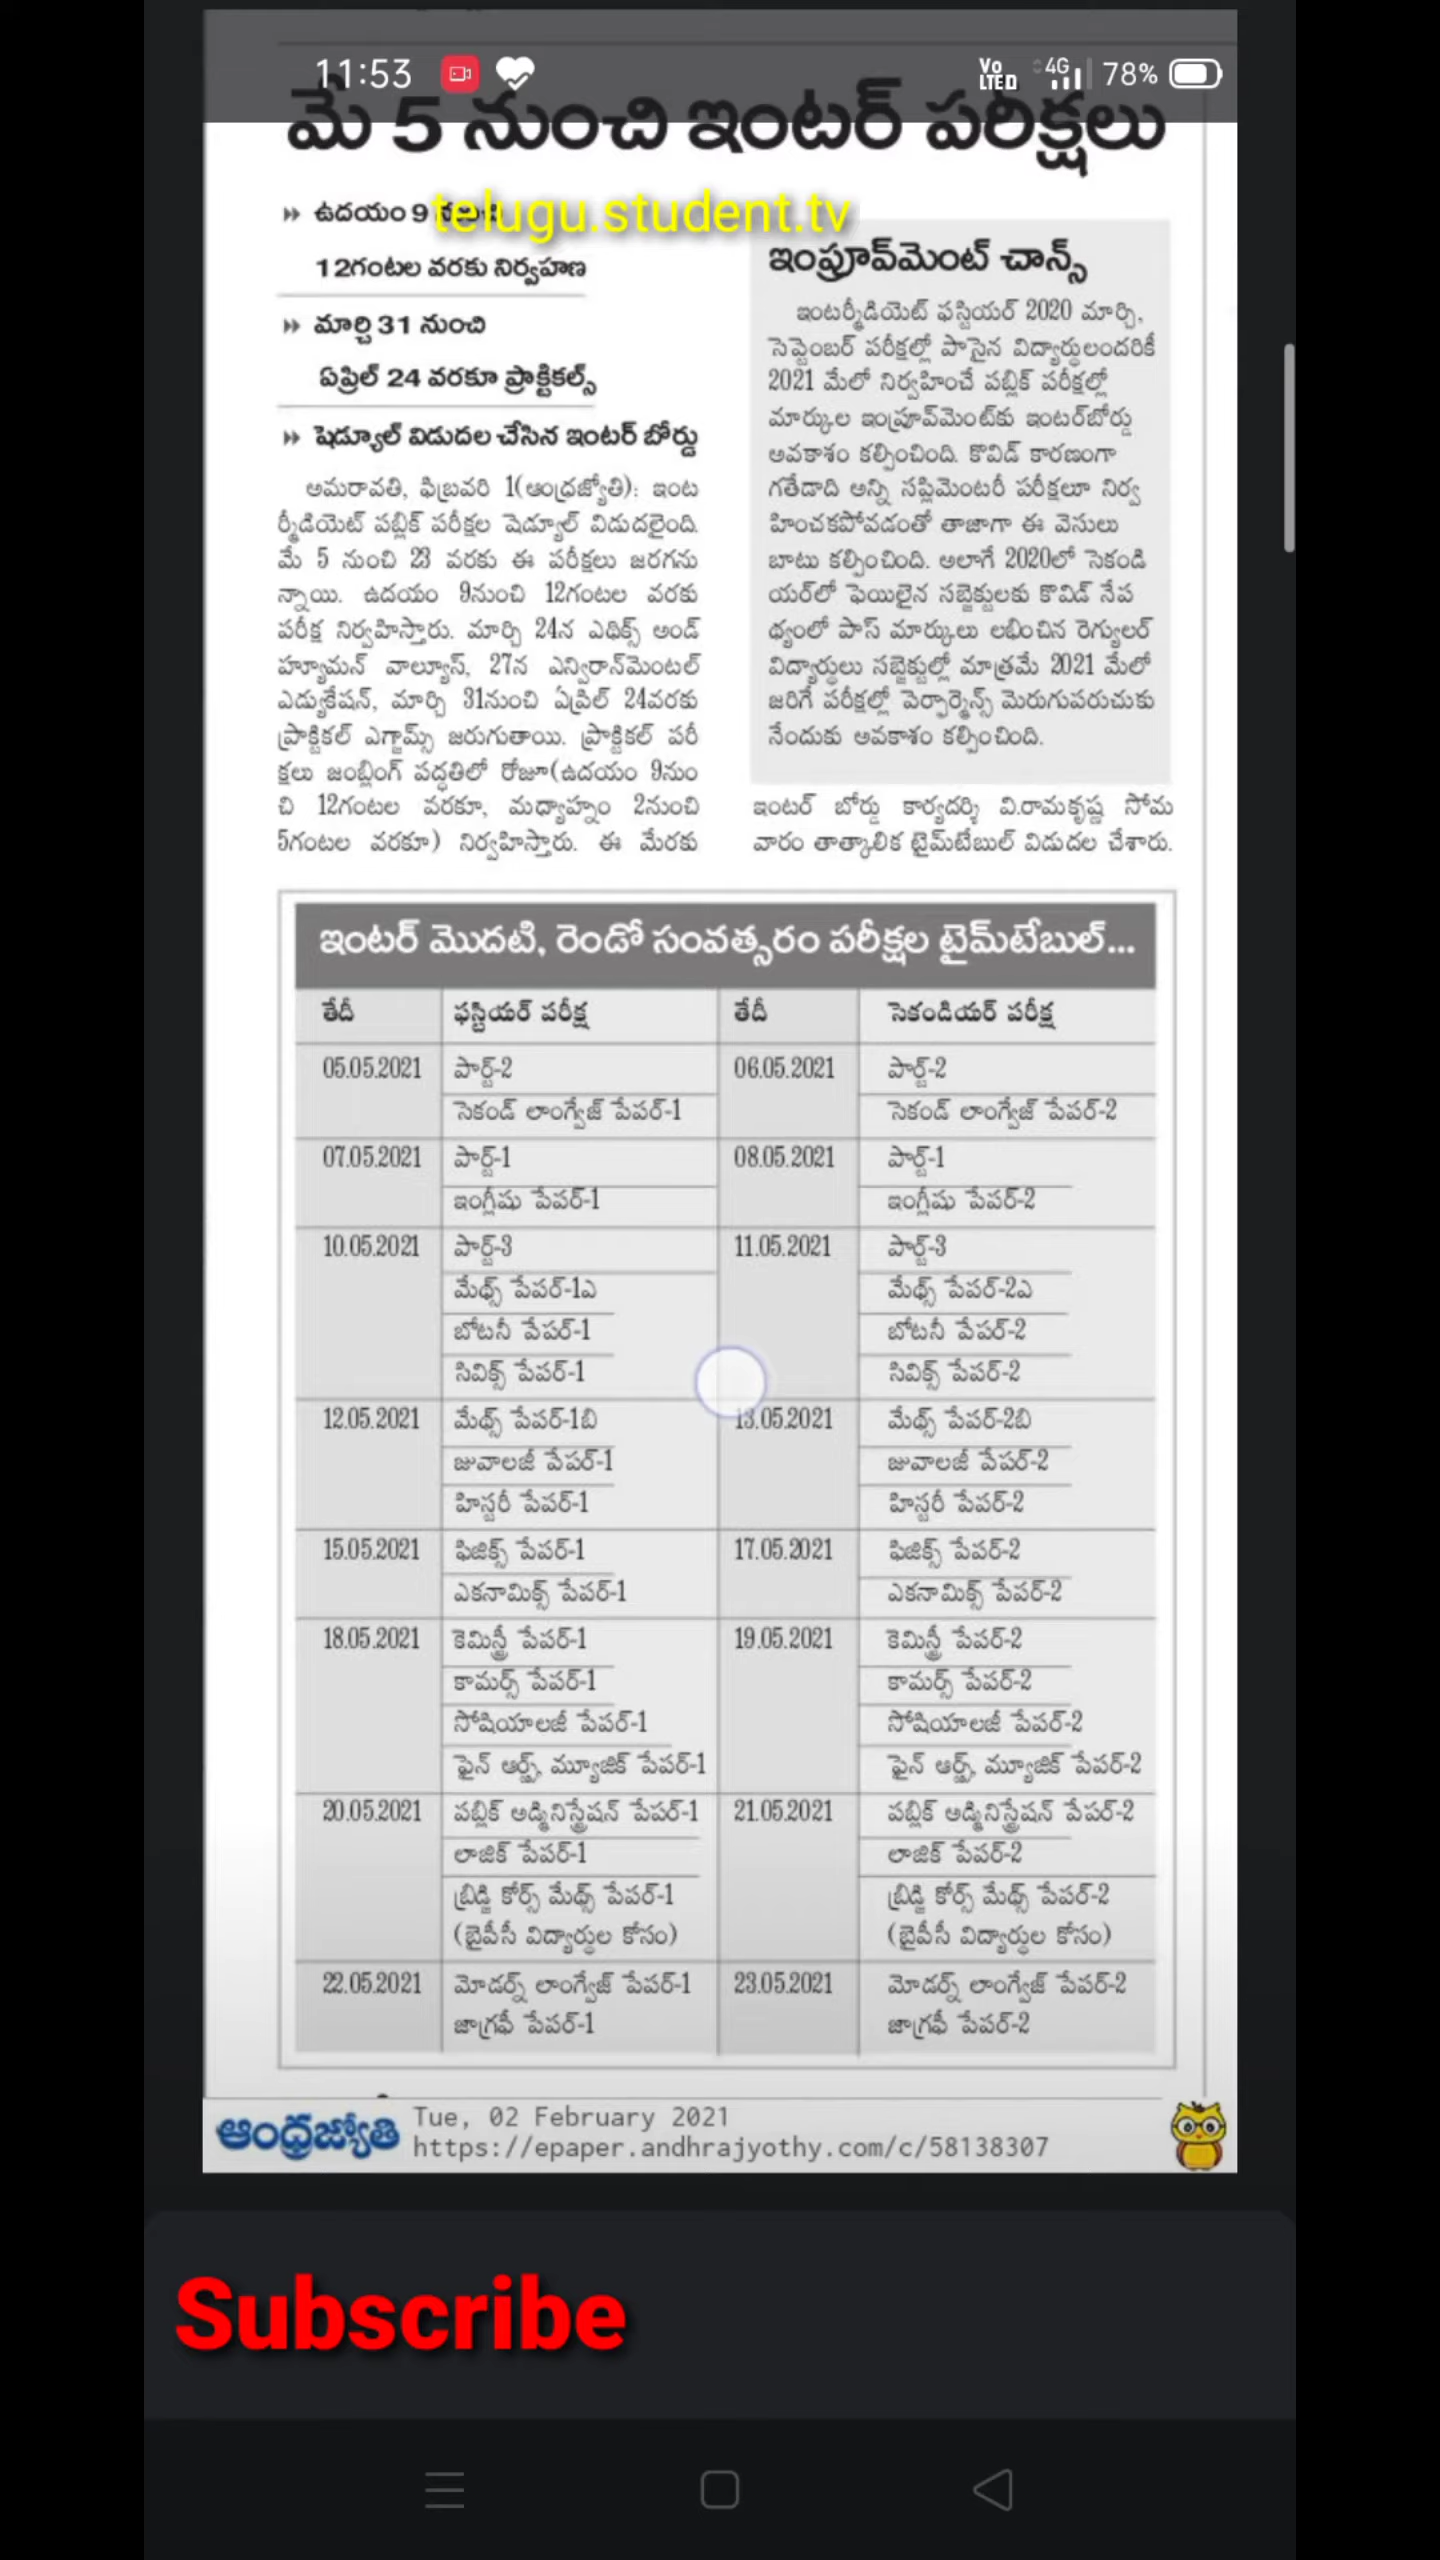 11:53
Vo LTED 4G 78%
మే 5 నుంచి ఇంటర్ పరీక్షలు
telugu.student.tv
ఉదయం 9
12గంటల వరకు నిర్వహణ
మార్చి 31 నుంచి
ఏప్రిల్ 24 వరకూ ప్రాక్టికల్స్
షెడ్యూల్ విడుదల చేసిన ఇంటర్ బోర్డు
అమరావతి, ఫిబ్రవరి 1(ఆంధ్రజ్యోతి): ఇంట
ర్మీడియెట్ పబ్లిక్ పరీక్షల షెడ్యూల్ విడుదలైంది.
మే 5 నుంచి 23 వరకు ఈ పరీక్షలు జరగను
న్నాయి. ఉదయం 9నుంచి 12గంటల వరకు
పరీక్ష నిర్వహిస్తారు. మార్చి 24న ఎథిక్స్ అండ్
హ్యూమన్ వాల్యూస్, 27న ఎన్విరాన్‌మెంటల్
ఎడ్యుకేషన్, మార్చి 31నుంచి ఏప్రిల్ 24వరకు
ప్రాక్టికల్ ఎగ్జామ్స్ జరుగుతాయి. ప్రాక్టికల్ పరీ
క్షలు జంబ్లింగ్ పద్ధతిలో రోజూ(ఉదయం 9నుం
చి 12గంటల వరకూ, మధ్యాహ్నం 2నుంచి
5గంటల వరకూ) నిర్వహిస్తారు. ఈ మేరకు
ఇంప్రూవ్‌మెంట్ చాన్స్
ఇంటర్మీడియెట్ ఫస్టియర్ 2020 మార్చి,
సెప్టెంబర్ పరీక్షల్లో పాసైన విద్యార్థులందరికీ
2021 మేలో నిర్వహించే పబ్లిక్ పరీక్షల్లో
మార్కుల ఇంప్రూవ్‌మెంట్‌కు ఇంటర్‌బోర్డు
అవకాశం కల్పించింది. కొవిడ్ కారణంగా
గతేడాది అన్ని సప్లిమెంటరీ పరీక్షలూ నిర్వ
హించకపోవడంతో తాజాగా ఈ వెసులు
బాటు కల్పించింది. అలాగే 2020లో సెకండి
యర్‌లో ఫెయిలైన సబ్జెక్టులకు కొవిడ్ నేప
థ్యంలో పాస్ మార్కులు లభించిన రెగ్యులర్
విద్యార్థులు సబ్జెక్టుల్లో మాత్రమే 2021 మేలో
జరిగే పరీక్షల్లో పెర్ఫార్మెన్స్ మెరుగుపరుచుకు
నేందుకు అవకాశం కల్పించింది.
ఇంటర్ బోర్డు కార్యదర్శి వి.రామకృష్ణ సోమ
వారం తాత్కాలిక టైమ్‌టేబుల్ విడుదల చేశారు.
ఇంటర్ మొదటి, రెండో సంవత్సరం పరీక్షల టైమ్‌టేబుల్...
తేదీ ఫస్టియర్ పరీక్ష తేదీ సెకండియర్ పరీక్ష
05.05.2021 పార్ట్-2 06.05.2021 పార్ట్-2
సెకండ్ లాంగ్వేజ్ పేపర్-1 సెకండ్ లాంగ్వేజ్ పేపర్-2
07.05.2021 పార్ట్-1 08.05.2021 పార్ట్-1
ఇంగ్లీషు పేపర్-1 ఇంగ్లీషు పేపర్-2
10.05.2021 పార్ట్-3 11.05.2021 పార్ట్-3
మేథ్స్ పేపర్-1ఎ మేథ్స్ పేపర్-2ఎ
బోటనీ పేపర్-1 బోటనీ పేపర్-2
సివిక్స్ పేపర్-1 సివిక్స్ పేపర్-2
12.05.2021 మేథ్స్ పేపర్-1బి 13.05.2021 మేథ్స్ పేపర్-2బి
జువాలజీ పేపర్-1 జువాలజీ పేపర్-2
హిస్టరీ పేపర్-1 హిస్టరీ పేపర్-2
15.05.2021 ఫిజిక్స్ పేపర్-1 17.05.2021 ఫిజిక్స్ పేపర్-2
ఎకనామిక్స్ పేపర్-1 ఎకనామిక్స్ పేపర్-2
18.05.2021 కెమిస్ట్రీ పేపర్-1 19.05.2021 కెమిస్ట్రీ పేపర్-2
కామర్స్ పేపర్-1 కామర్స్ పేపర్-2
సోషియాలజీ పేపర్-1 సోషియాలజీ పేపర్-2
ఫైన్ ఆర్ట్స్, మ్యూజిక్ పేపర్-1 ఫైన్ ఆర్ట్స్, మ్యూజిక్ పేపర్-2
20.05.2021 పబ్లిక్ అడ్మినిస్ట్రేషన్ పేపర్-1 21.05.2021 పబ్లిక్ అడ్మినిస్ట్రేషన్ పేపర్-2
లాజిక్ పేపర్-1 లాజిక్ పేపర్-2
బ్రిడ్జి కోర్స్ మేథ్స్ పేపర్-1 బ్రిడ్జి కోర్స్ మేథ్స్ పేపర్-2
(బైపీసీ విద్యార్థుల కోసం) (బైపీసీ విద్యార్థుల కోసం)
22.05.2021 మోడర్న్ లాంగ్వేజ్ పేపర్-1 23.05.2021 మోడర్న్ లాంగ్వేజ్ పేపర్-2
జాగ్రఫీ పేపర్-1 జాగ్రఫీ పేపర్-2
ఆంధ్రజ్యోతి
Tue, 02 February 2021
https://epaper.andhrajyothy.com/c/58138307
Subscribe